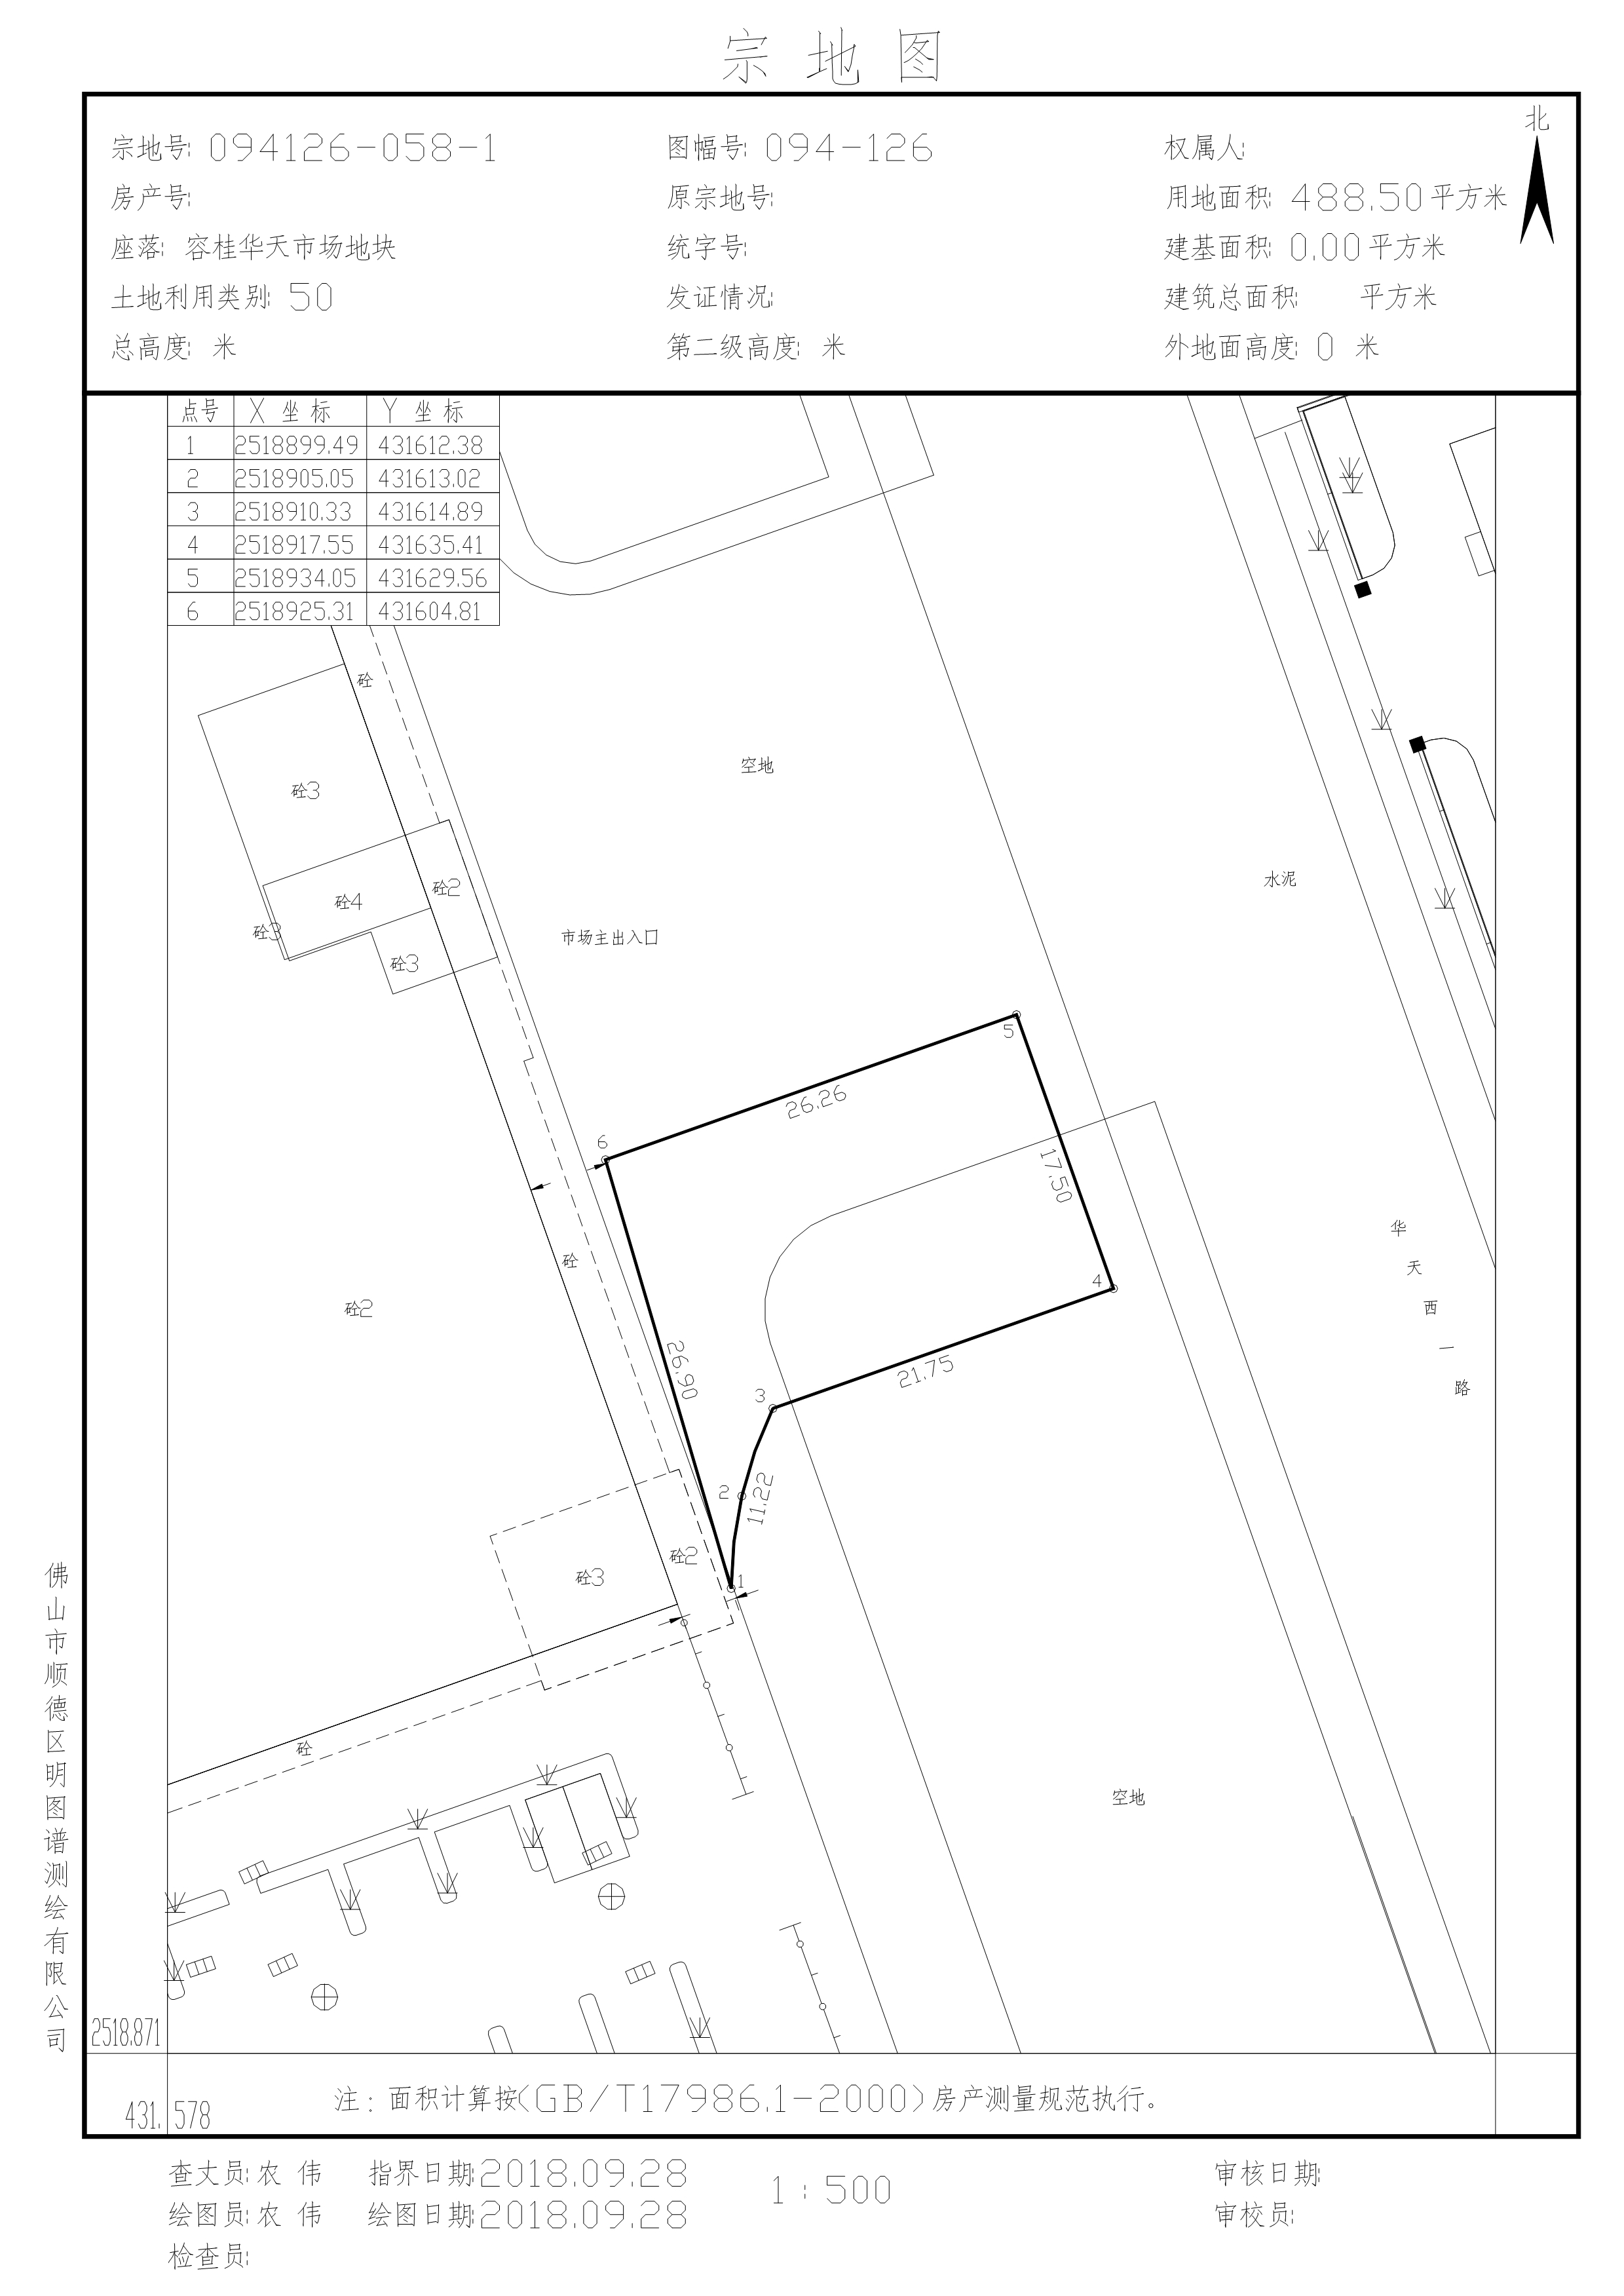 宗地图
北
宗地号: 094126-058-1 图幅号: 094-126 权属人:
房产号: 原宗地号: 用地面积: 488.50平方米
座落: 容桂华天市场地块 统字号: 建基面积: 0.00平方米
土地利用类别: 50 发证情况: 建筑总面积: 平方米
总高度: 米 第二级高度: 米 外地面高度: 0 米
点号 X 坐标 Y 坐标
1 2518899.49 431612.38
2 2518905.05 431613.02
3 2518910.33 431614.89
4 2518917.55 431635.41
5 2518934.05 431629.56
6 2518925.31 431604.81
砼
空地
砼3
水泥
砼2
砼4
砼3
市场主出入口
砼3
5
26.26
6
17.50
华天西一路
砼
4
砼2
26.90
21.75
3
2
11.22
砼2
砼3
1
砼
空地
佛山市顺德区明图谱测绘有限公司
2518.871
431.578
注: 面积计算按(GB/T17986.1-2000)房产测量规范执行。
查丈员: 农 伟 指界日期: 2018.09.28 1:500 审核日期:
绘图员: 农 伟 绘图日期: 2018.09.28 审校员:
检查员: